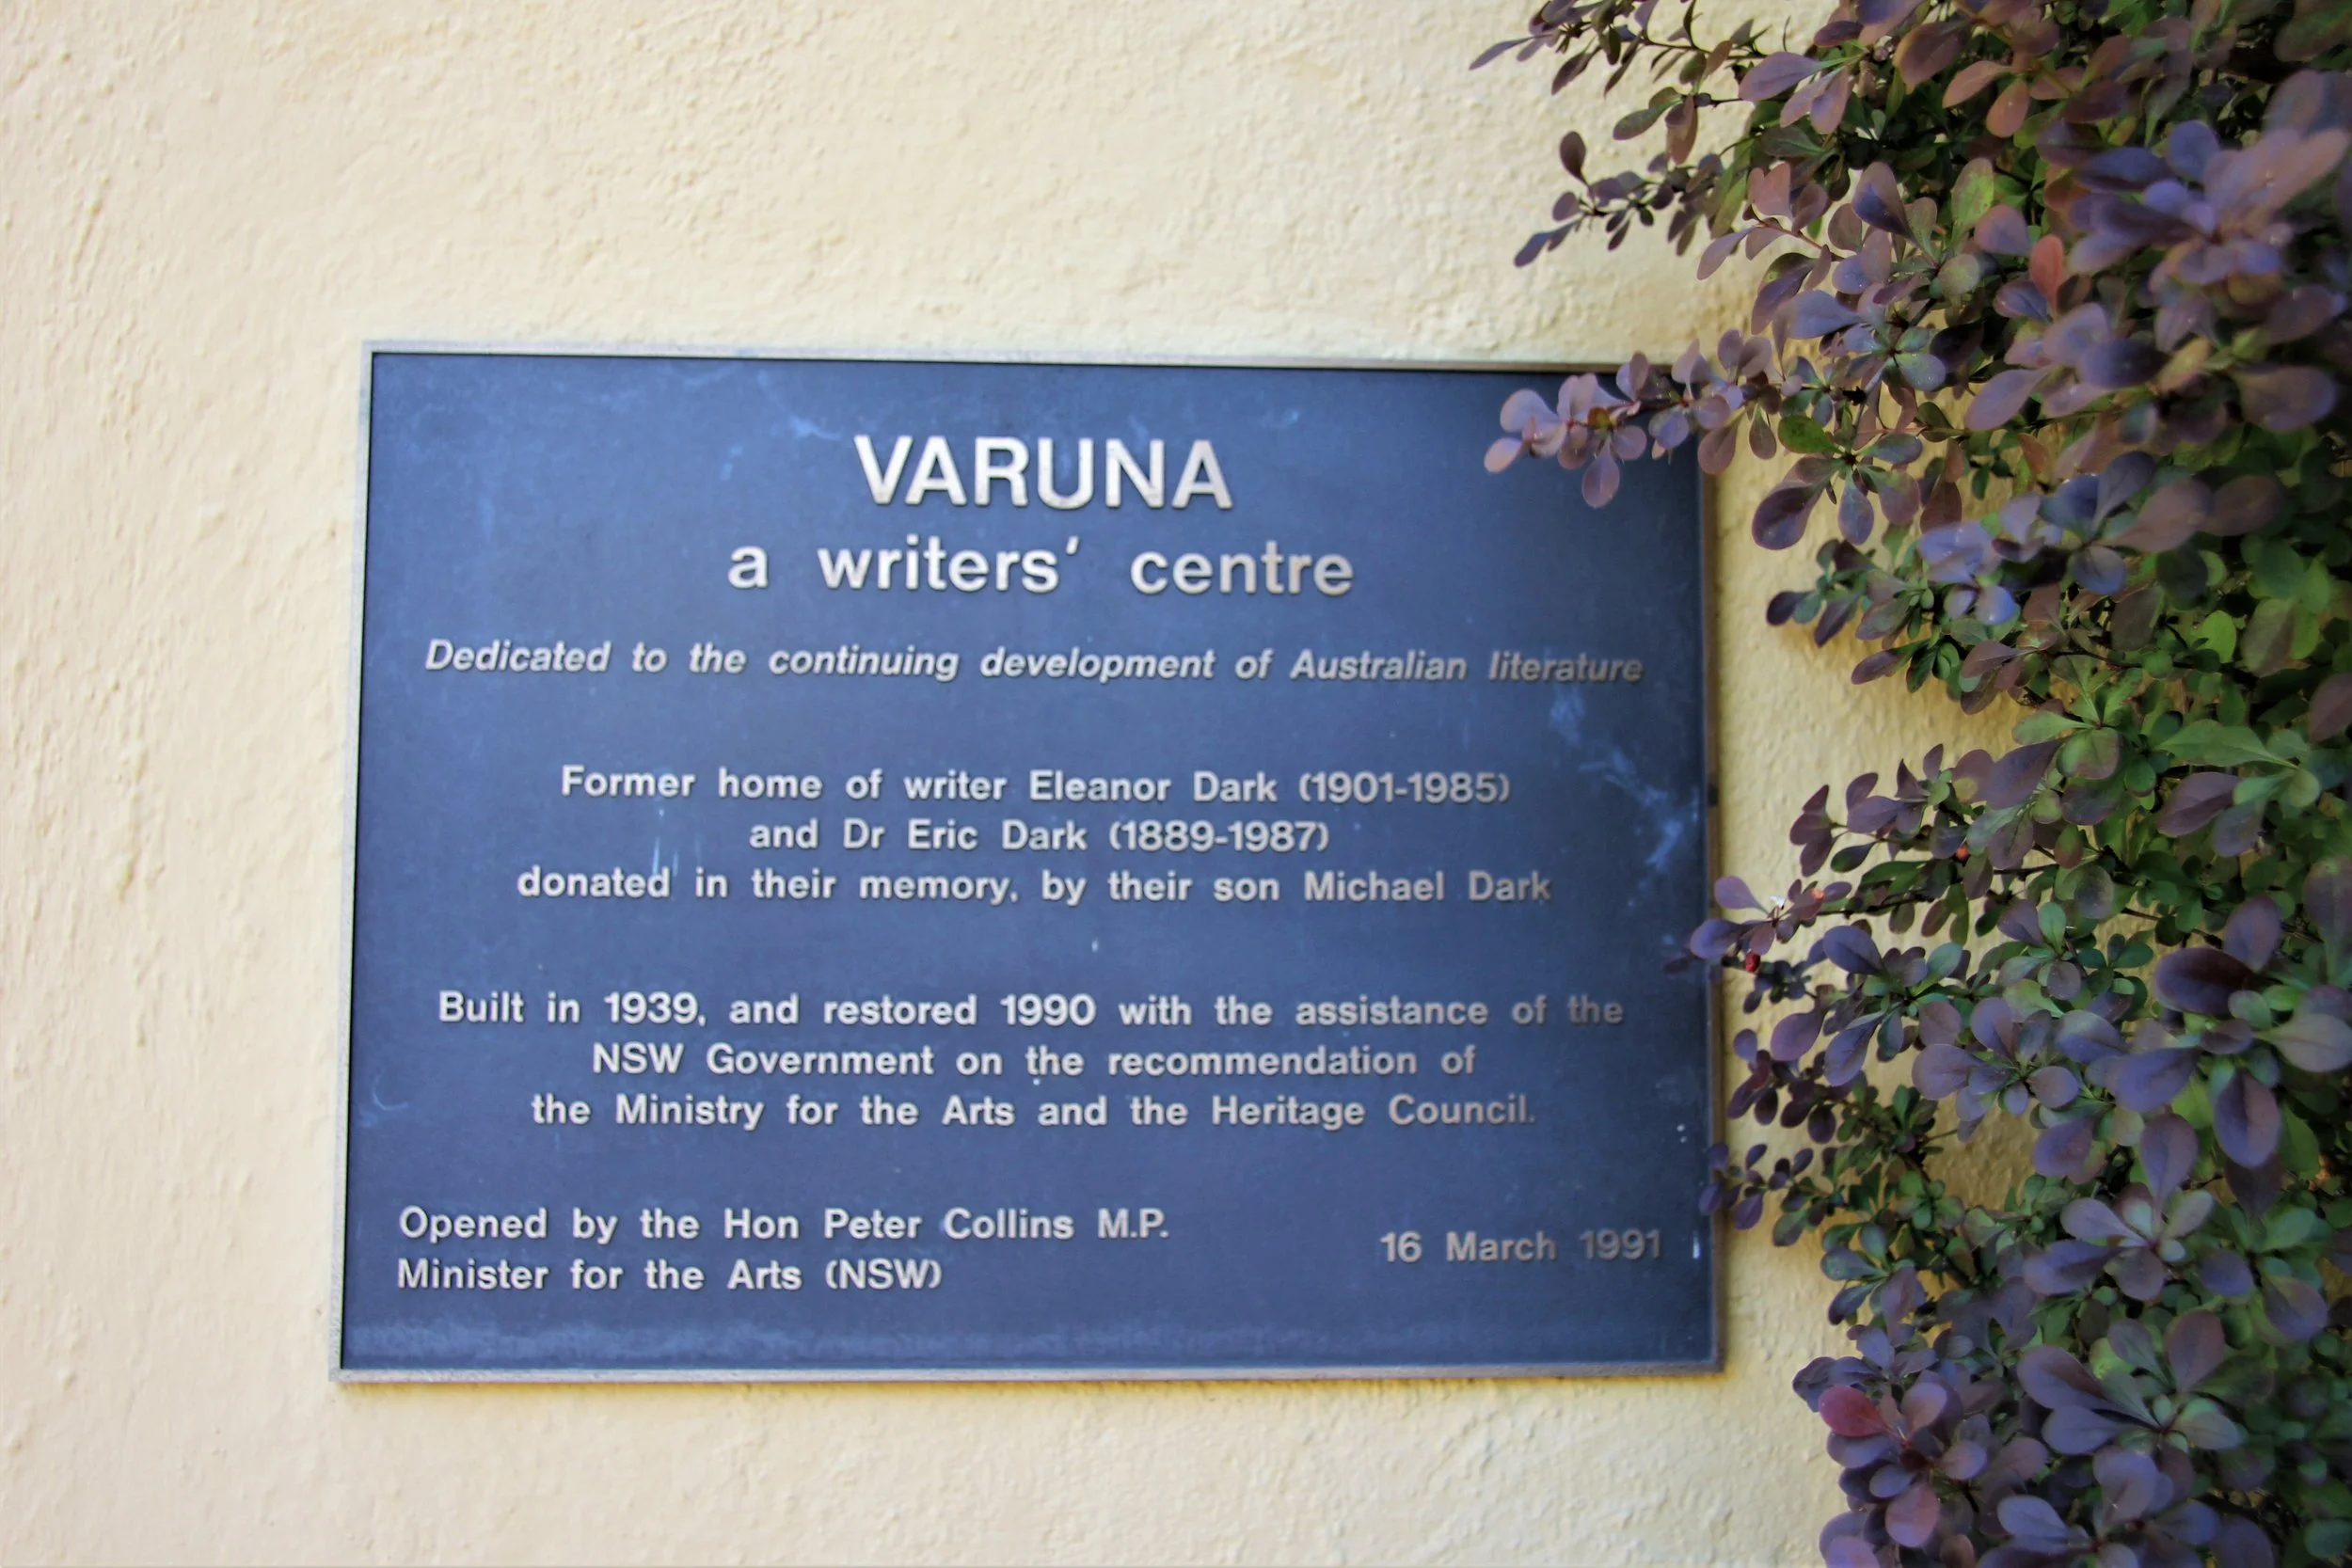 VARUNA
a writers' centre
Dedicated to the continuing development of Australian literature
Former home of writer Eleanor Dark (1901-1985)
and Dr Eric Dark (1889-1987)
donated in their memory, by their son Michael Dark
Built in 1939, and restored 1990 with the assistance of the
NSW Government on the recommendation of
the Ministry for the Arts and the Heritage Council.
Opened by the Hon Peter Collins M.P.
Minister for the Arts (NSW)
16 March 1991